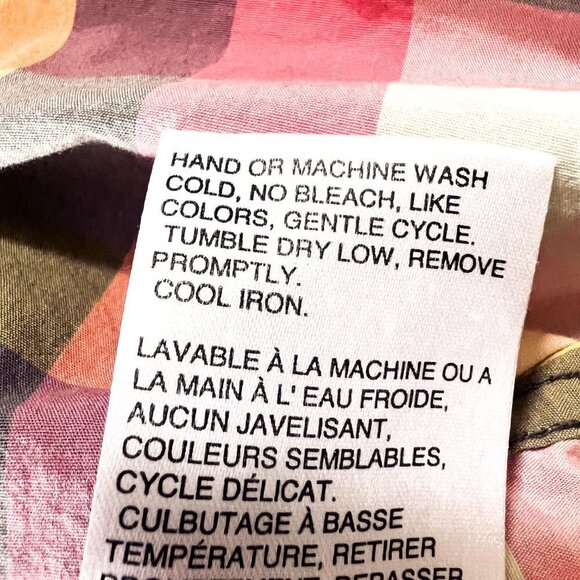 HAND OR MACHINE WASH
COLD, NO BLEACH, LIKE
COLORS, GENTLE CYCLE.
TUMBLE DRY LOW, REMOVE
PROMPTLY.
COOL IRON.
LAVABLE À LA MACHINE OU A
LA MAIN À L' EAU FROIDE,
AUCUN JAVELISANT,
COULEURS SEMBLABLES,
CYCLE DÉLICAT.
CULBUTAGE À BASSE
TEMPÉRATURE, RETIRER